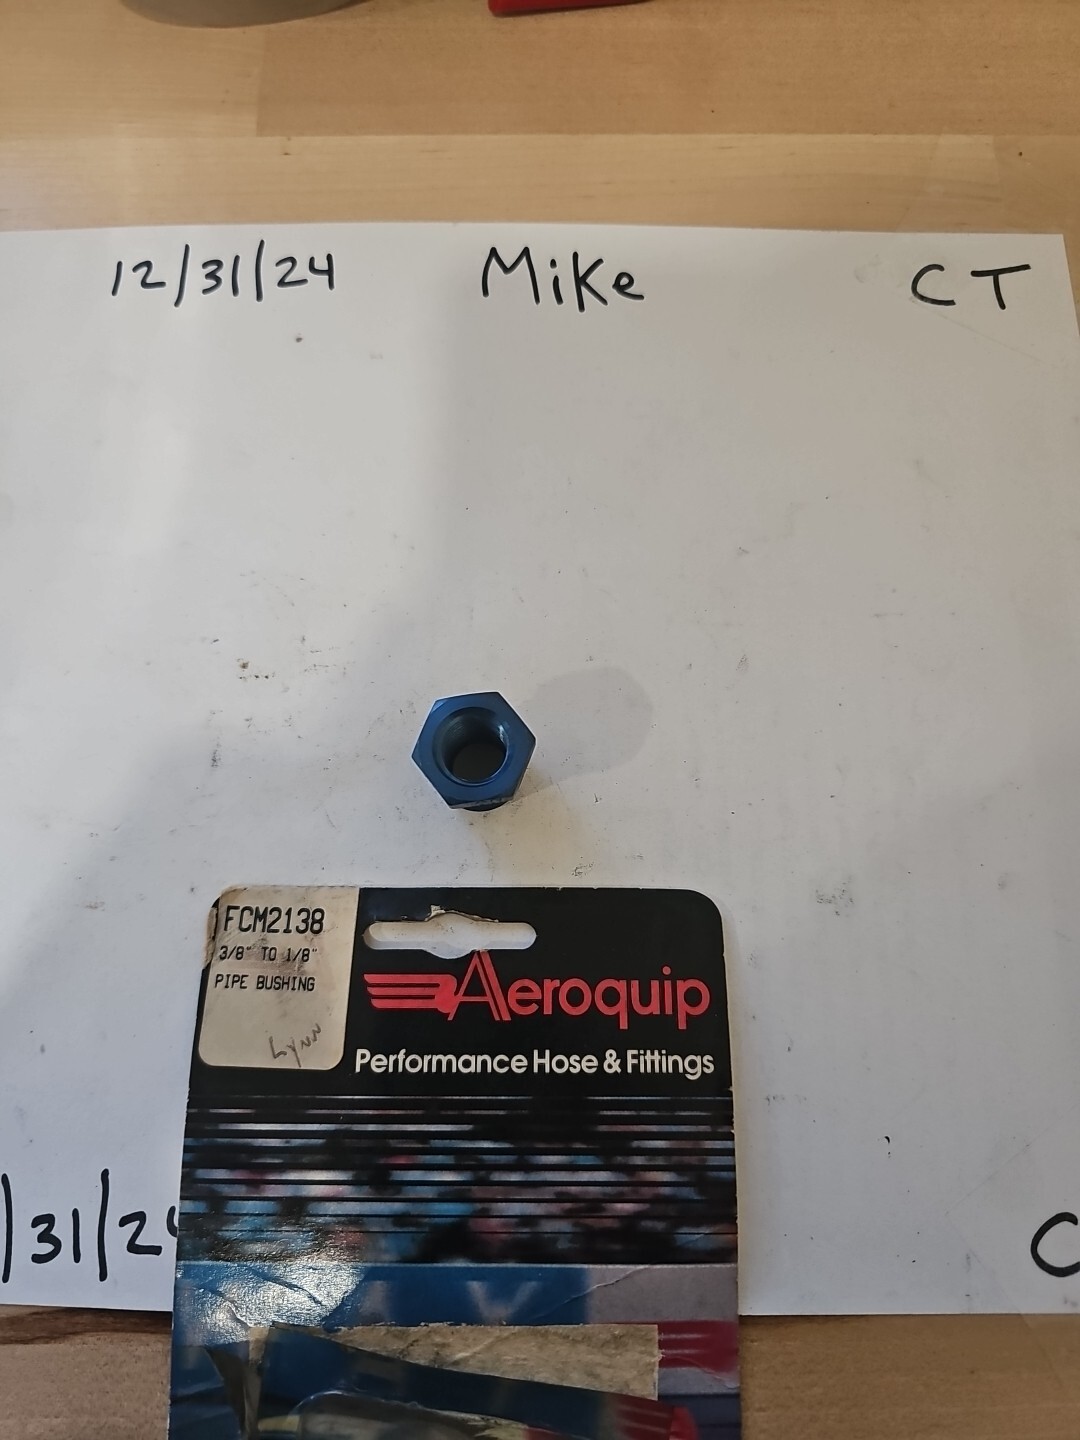 12/31/24 Mike CT
FCM2138
3/8" TO 1/8"
PIPE BUSHING
Lynn
Aeroquip
Performance Hose & Fittings
/31/24
C